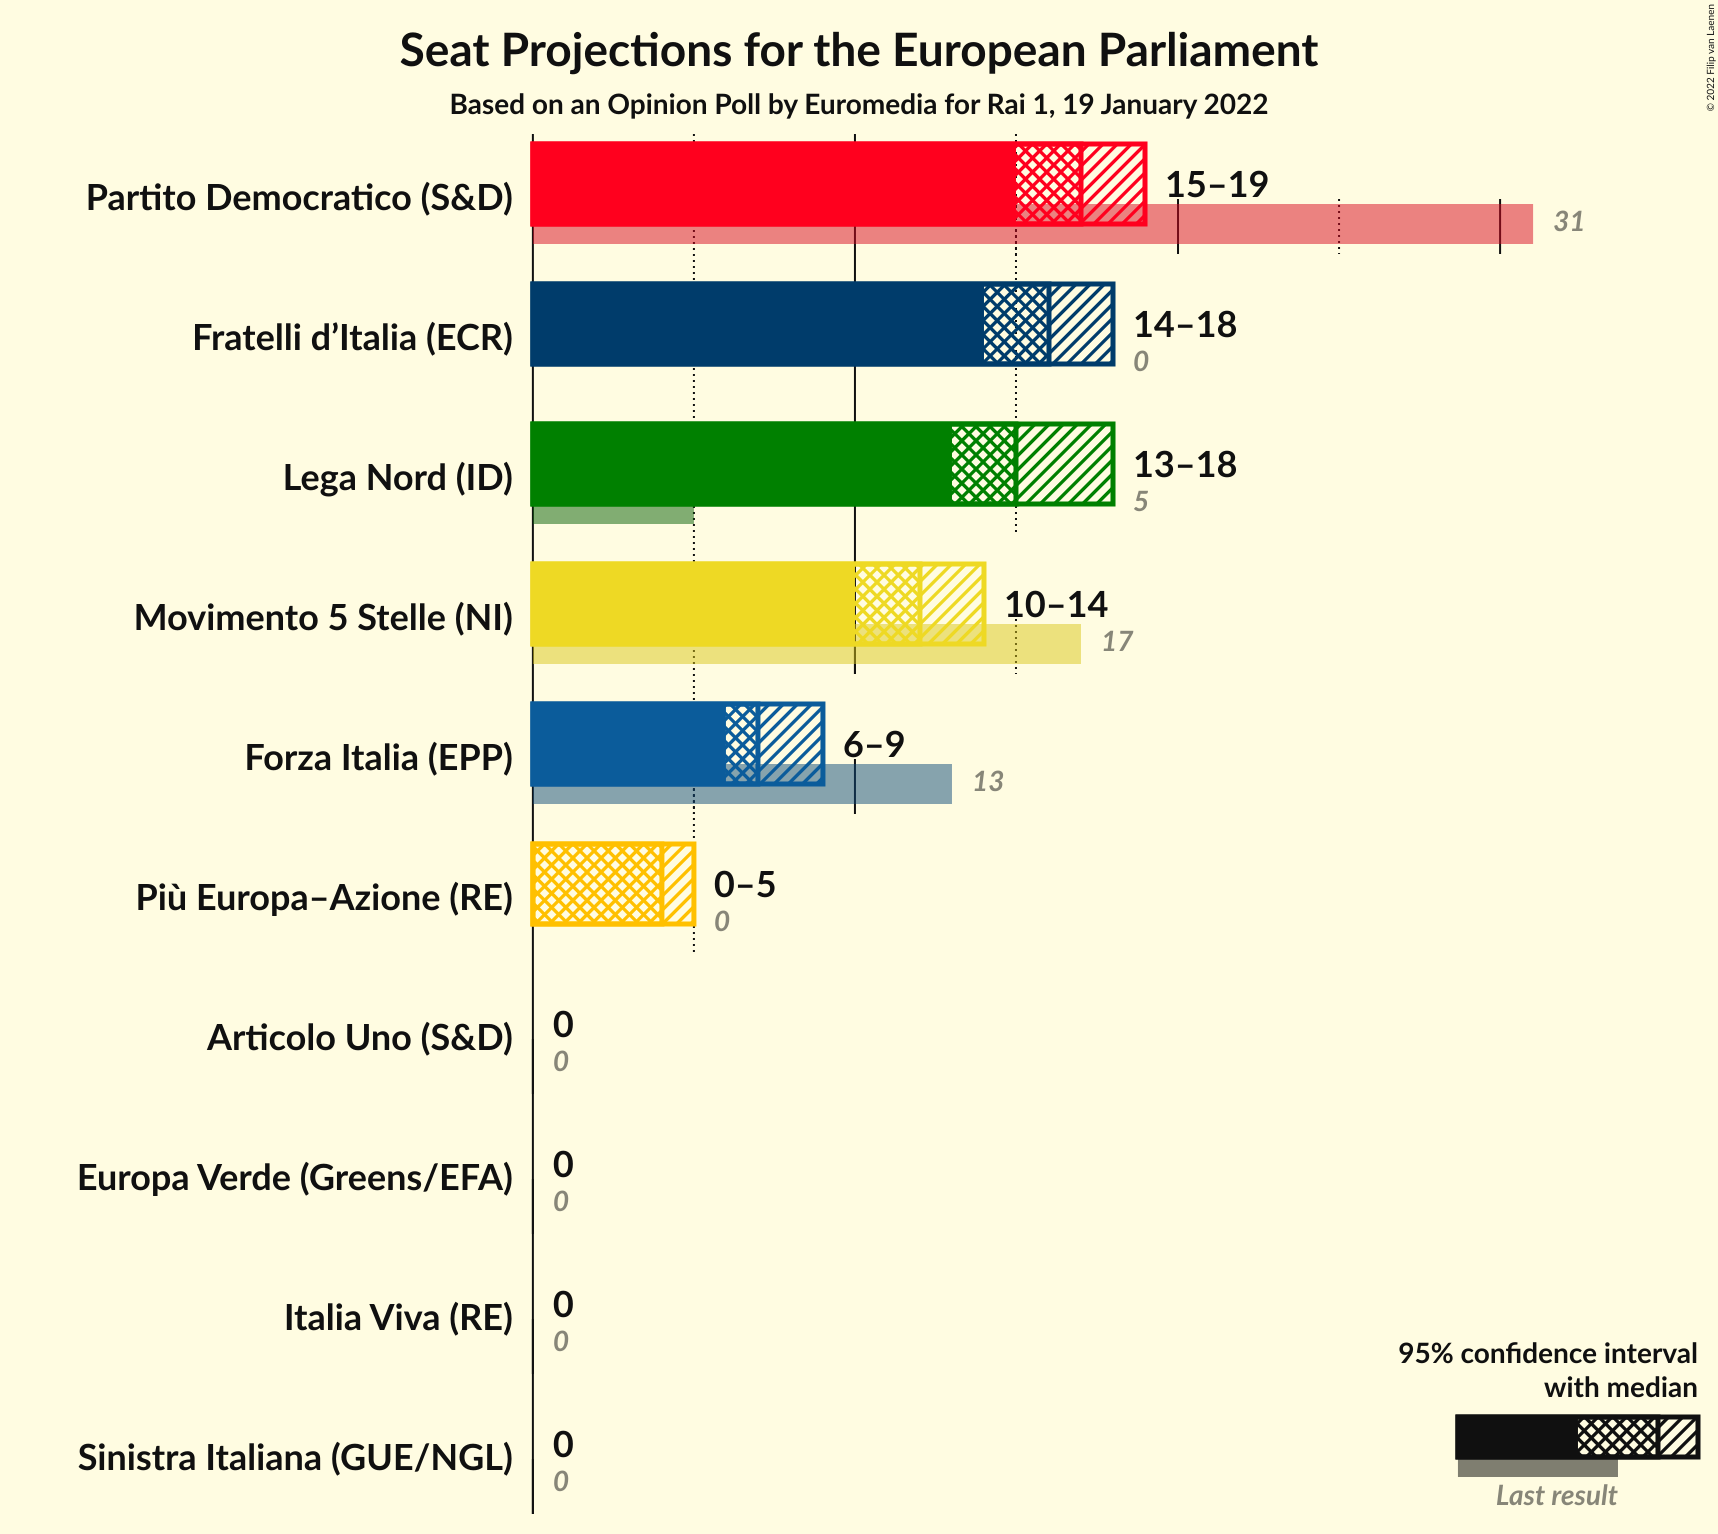 Seat Projections for the European Parliament
Based on an Opinion Poll by Euromedia for Rai 1, 19 January 2022
© 2022 Filip van Laenen
Partito Democratico (S&D)
15–19
31
Fratelli d’Italia (ECR)
14–18
0
Lega Nord (ID)
13–18
5
Movimento 5 Stelle (NI)
10–14
17
Forza Italia (EPP)
6–9
13
Più Europa–Azione (RE)
0–5
0
Articolo Uno (S&D)
0
0
Europa Verde (Greens/EFA)
0
0
Italia Viva (RE)
0
0
Sinistra Italiana (GUE/NGL)
0
0
95% confidence interval
with median
Last result